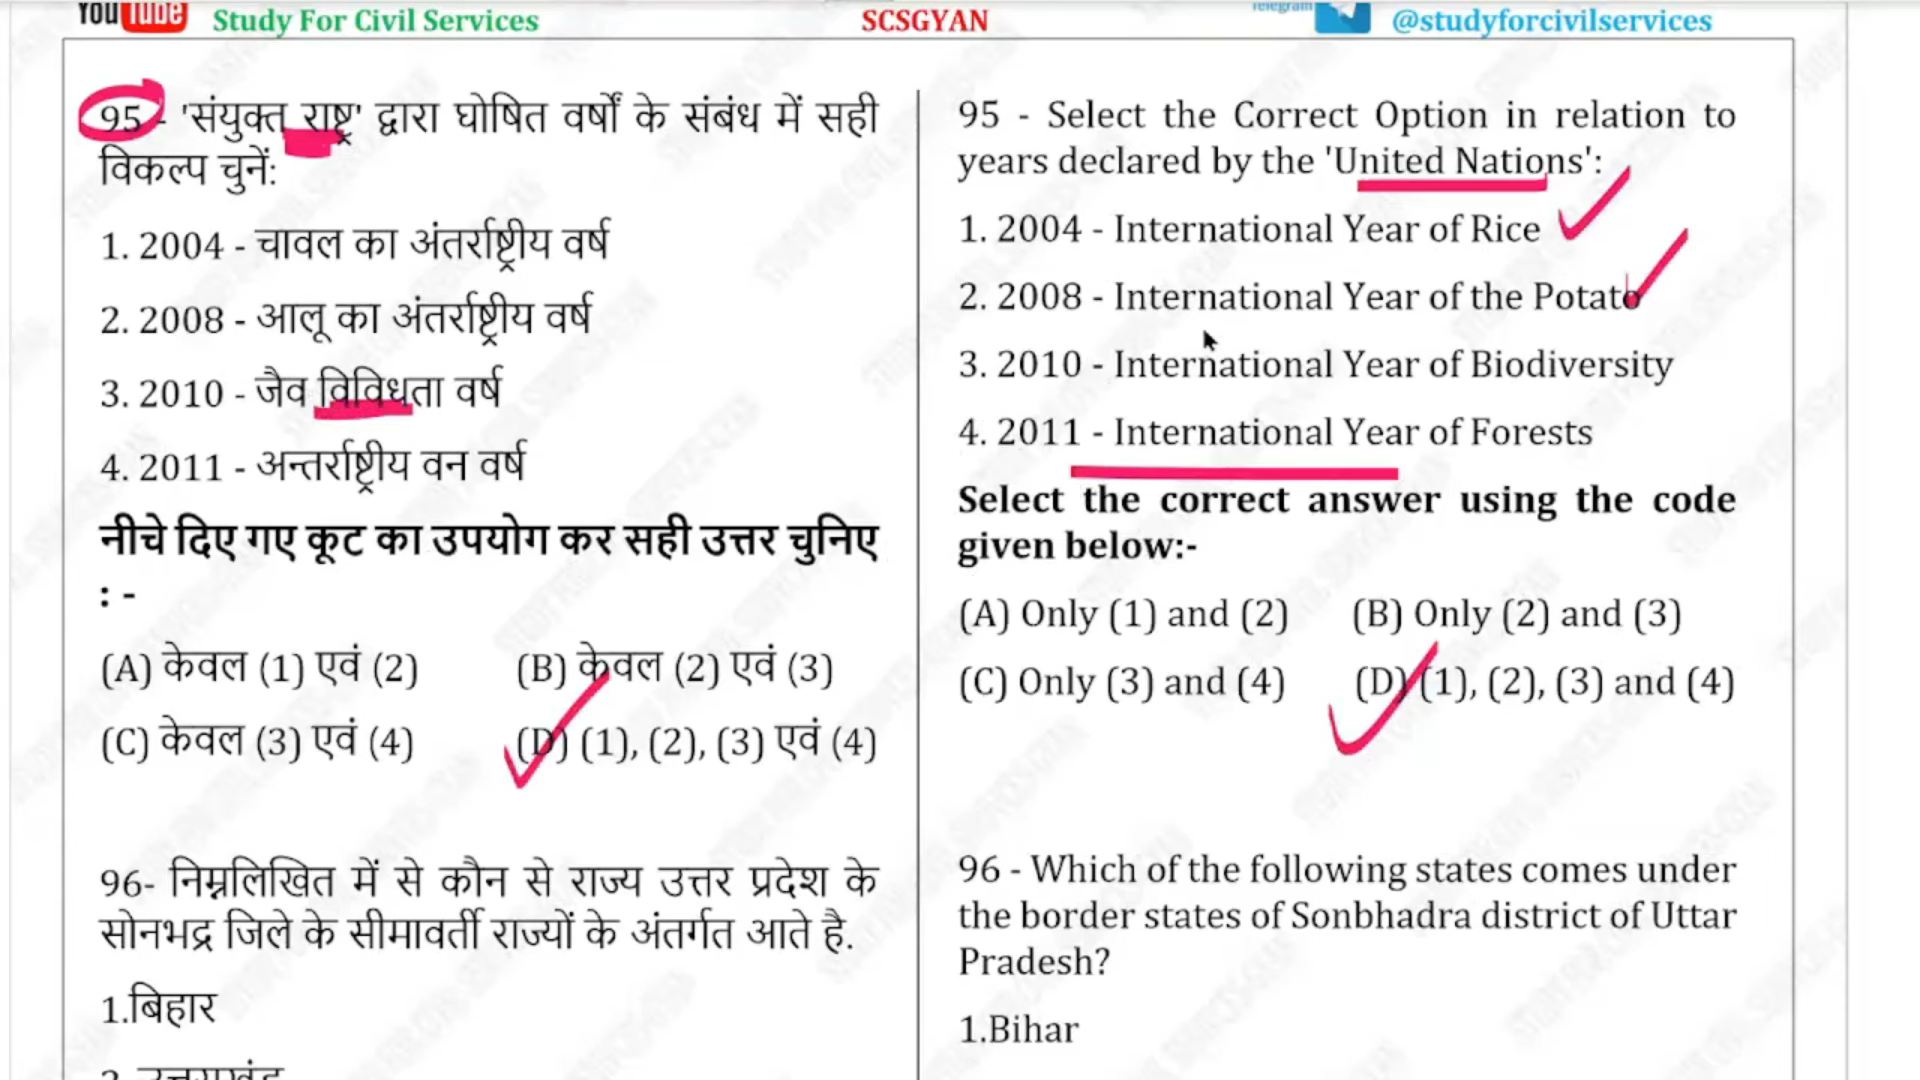 YouTube Study For Civil Services SCSGYAN Telegram @studyforcivilservices
95 - 'संयुक्त राष्ट्र' द्वारा घोषित वर्षों के संबंध में सही
विकल्प चुनें:
1. 2004 - चावल का अंतर्राष्ट्रीय वर्ष
2. 2008 - आलू का अंतर्राष्ट्रीय वर्ष
3. 2010 - जैव विविधता वर्ष
4. 2011 - अन्तर्राष्ट्रीय वन वर्ष
नीचे दिए गए कूट का उपयोग कर सही उत्तर चुनिए
: -
(A) केवल (1) एवं (2) (B) केवल (2) एवं (3)
(C) केवल (3) एवं (4) (D) (1), (2), (3) एवं (4)
96- निम्नलिखित में से कौन से राज्य उत्तर प्रदेश के
सोनभद्र जिले के सीमावर्ती राज्यों के अंतर्गत आते है.
1.बिहार
95 - Select the Correct Option in relation to
years declared by the 'United Nations':
1. 2004 - International Year of Rice
2. 2008 - International Year of the Potato
3. 2010 - International Year of Biodiversity
4. 2011 - International Year of Forests
Select the correct answer using the code
given below:-
(A) Only (1) and (2) (B) Only (2) and (3)
(C) Only (3) and (4) (D) (1), (2), (3) and (4)
96 - Which of the following states comes under
the border states of Sonbhadra district of Uttar
Pradesh?
1.Bihar